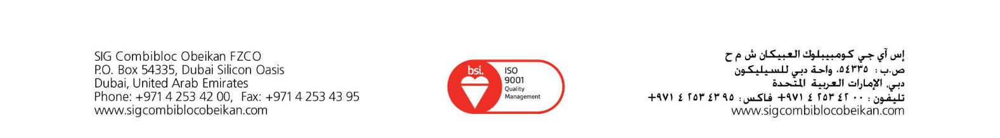 SIG Combibloc Obeikan FZCO
P.O. Box 54335, Dubai Silicon Oasis
Dubai, United Arab Emirates
Phone: +971 4 253 42 00,  Fax: +971 4 253 43 95
www.sigcombiblocobeikan.com
bsi.
ISO
9001
Quality
Management
إس آي جي كومبيبلوك العبيكان ش م ح
ص.ب : ٥٤٣٣٥، واحة دبي للسيليكون
دبي، الإمارات العربية المتحدة
تليفون : ٠٠ ٤٢ ٢٥٣ ٤ ٩٧١+ فاكس : ٩٥ ٤٣ ٢٥٣ ٤ ٩٧١+
www.sigcombiblocobeikan.com